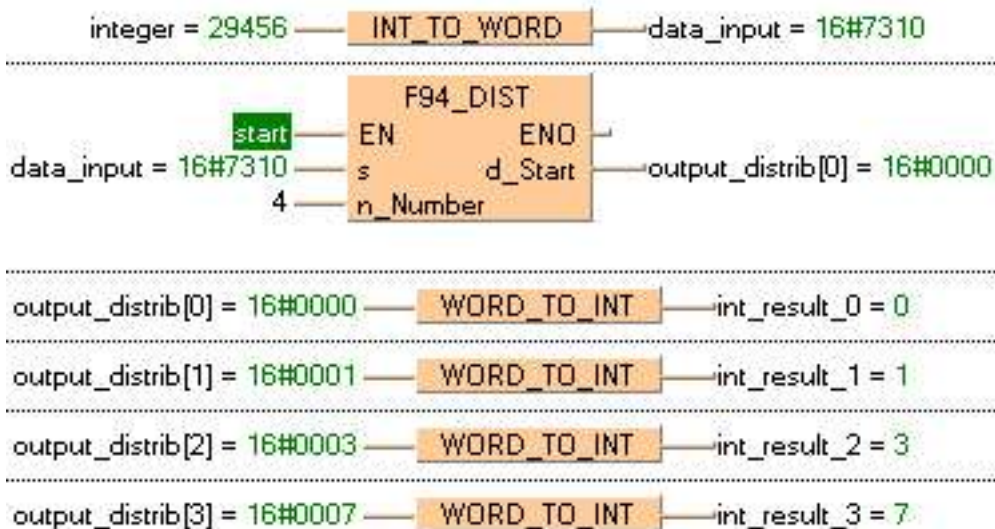 integer = 29456 INT_TO_WORD data_input = 16#7310
F94_DIST
start EN ENO
data_input = 16#7310 s d_Start output_distrib[0] = 16#0000
4 n_Number
output_distrib[0] = 16#0000 WORD_TO_INT int_result_0 = 0
output_distrib[1] = 16#0001 WORD_TO_INT int_result_1 = 1
output_distrib[2] = 16#0003 WORD_TO_INT int_result_2 = 3
output_distrib[3] = 16#0007 WORD_TO_INT int_result_3 = 7